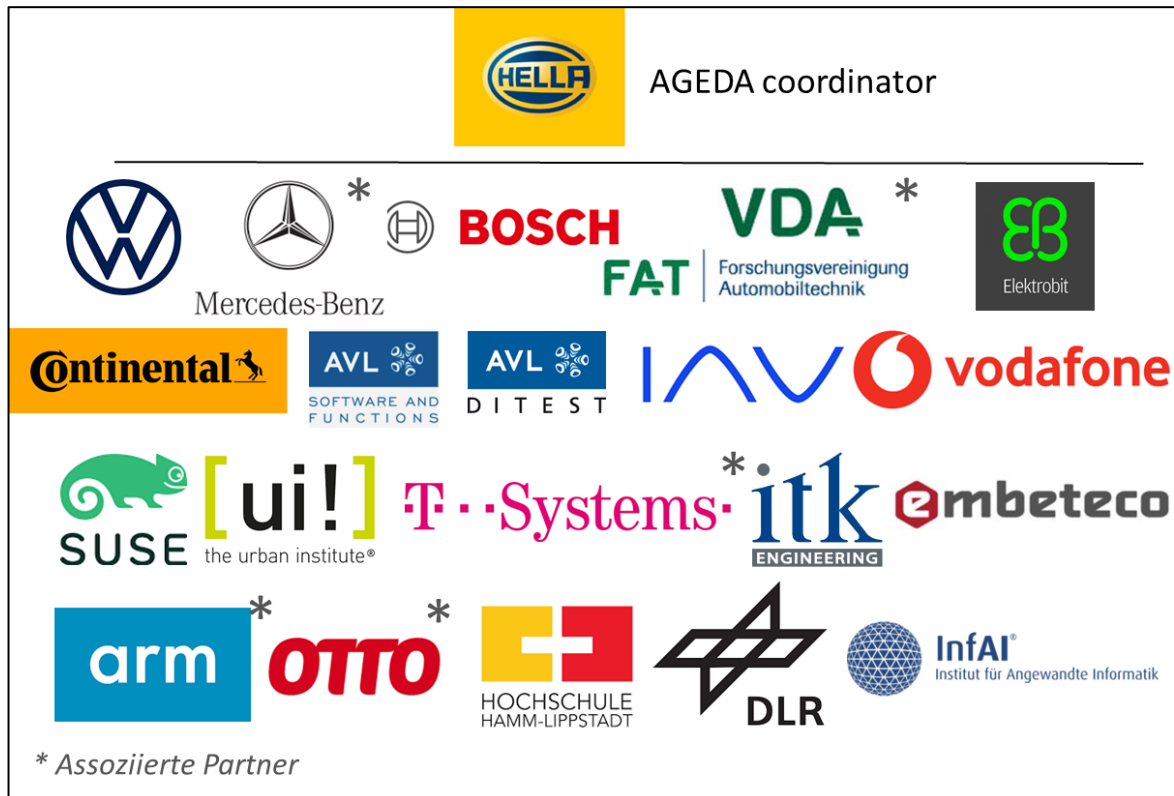 HELLA
AGEDA coordinator
*
Mercedes-Benz
BOSCH
VDA
*
FAT
Forschungsvereinigung
Automobiltechnik
EB
Elektrobit
Continental
AVL
SOFTWARE AND
FUNCTIONS
AVL
DITEST
IAV
vodafone
SUSE
[ui!]
the urban institute®
T··Systems·
*
itk
ENGINEERING
embeteco
arm
*
OTTO
*
HOCHSCHULE
HAMM-LIPPSTADT
DLR
InfAI®
Institut für Angewandte Informatik
* Assoziierte Partner